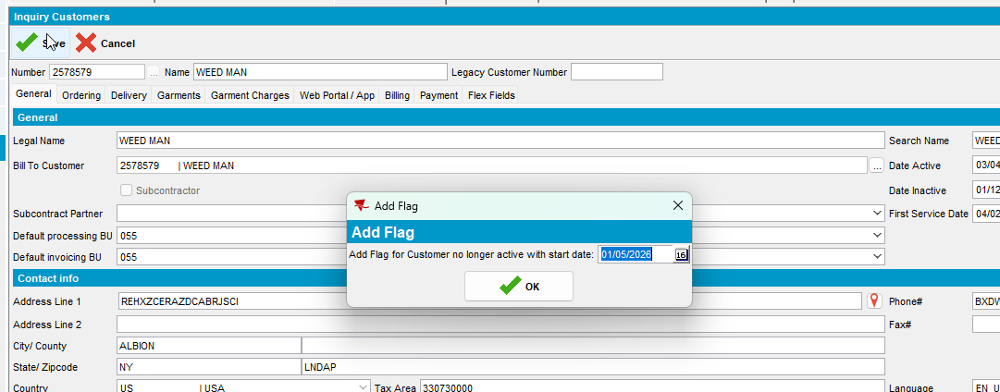 Inquiry Customers
Save Cancel
Number 2578579 ... Name WEED MAN Legacy Customer Number
General Ordering Delivery Garments Garment Charges Web Portal / App Billing Payment Flex Fields
General
Legal Name WEED MAN Search Name WEED
Bill To Customer 2578579 | WEED MAN ... Date Active 03/04
Subcontractor Date Inactive 01/12
Add Flag
Subcontract Partner First Service Date 04/02
Add Flag
Default processing BU 055
Add Flag for Customer no longer active with start date: 01/05/2026 16
Default invoicing BU 055
Contact info
OK
Address Line 1 REHXZCERAZDCABRJSCI Phone# BXDW
Address Line 2 Fax#
City/ County ALBION
State/ Zipcode NY LNDAP
Country US | USA Tax Area 330730000 Language EN_U